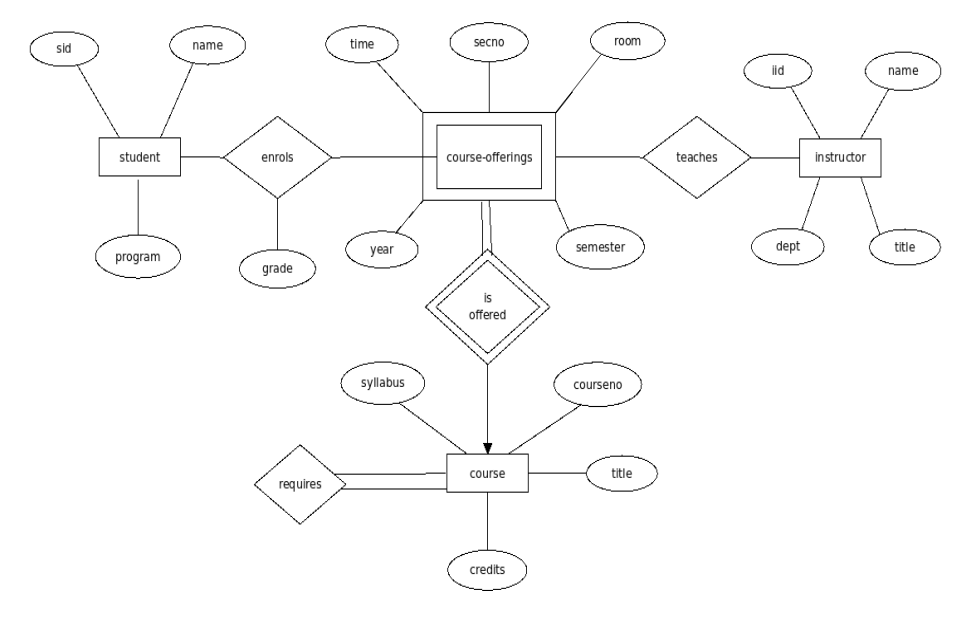 sid
name
time
secno
room
iid
name
student
enrols
course-offerings
teaches
instructor
program
grade
year
semester
dept
title
is
offered
syllabus
courseno
requires
course
title
credits